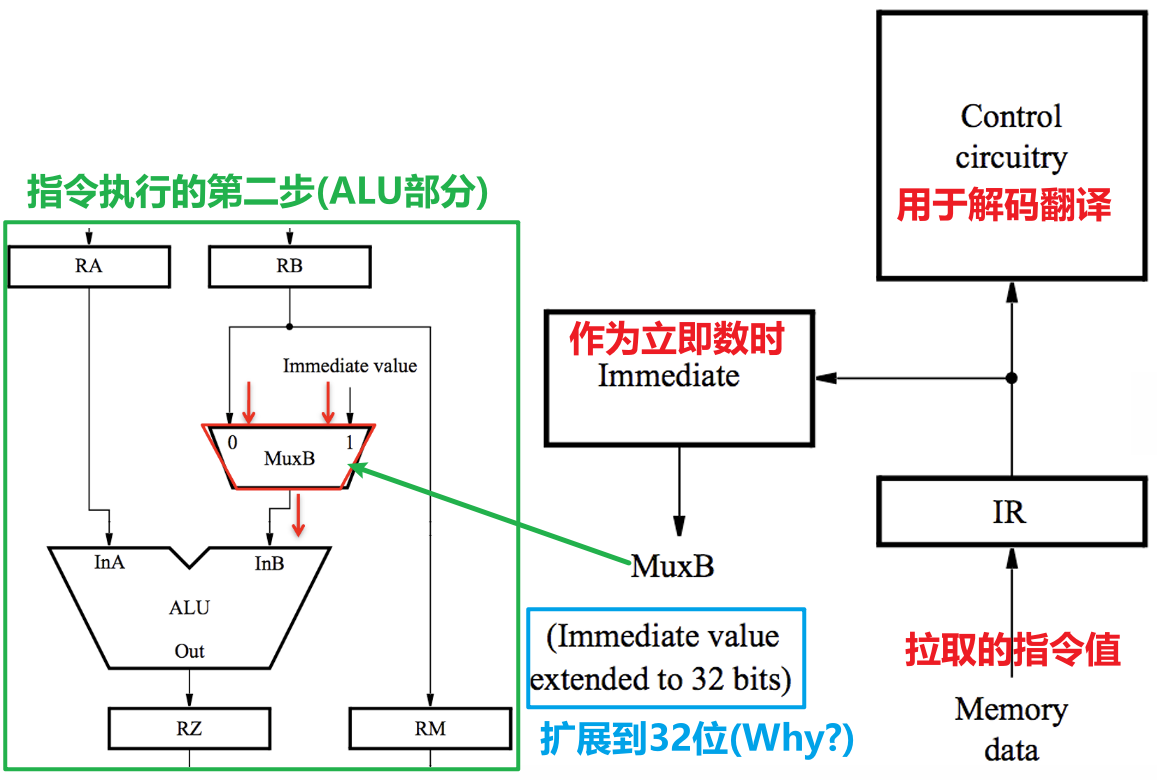 指令执行的第二步(ALU部分)
RA
RB
Immediate value
0
1
MuxB
InA
InB
ALU
Out
RZ
RM
Control
circuitry
用于解码翻译
作为立即数时
Immediate
IR
MuxB
(Immediate value
extended to 32 bits)
扩展到32位(Why?)
拉取的指令值
Memory
data